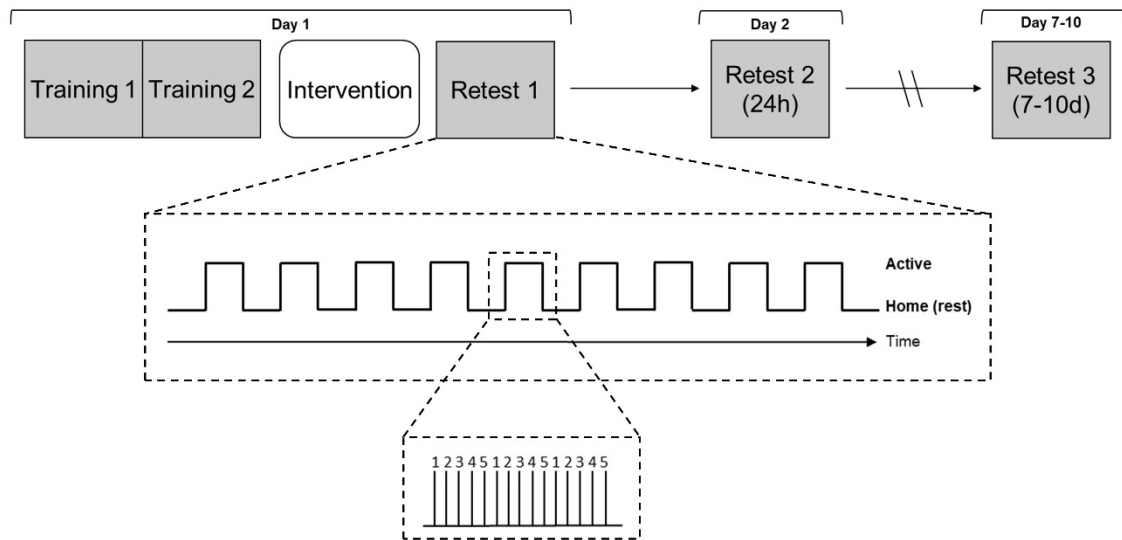 Day 1
Day 2
Day 7-10
Training 1
Training 2
Intervention
Retest 1
Retest 2
(24h)
Retest 3
(7-10d)
Active
Home (rest)
Time
1 2 3 4 5 1 2 3 4 5 1 2 3 4 5